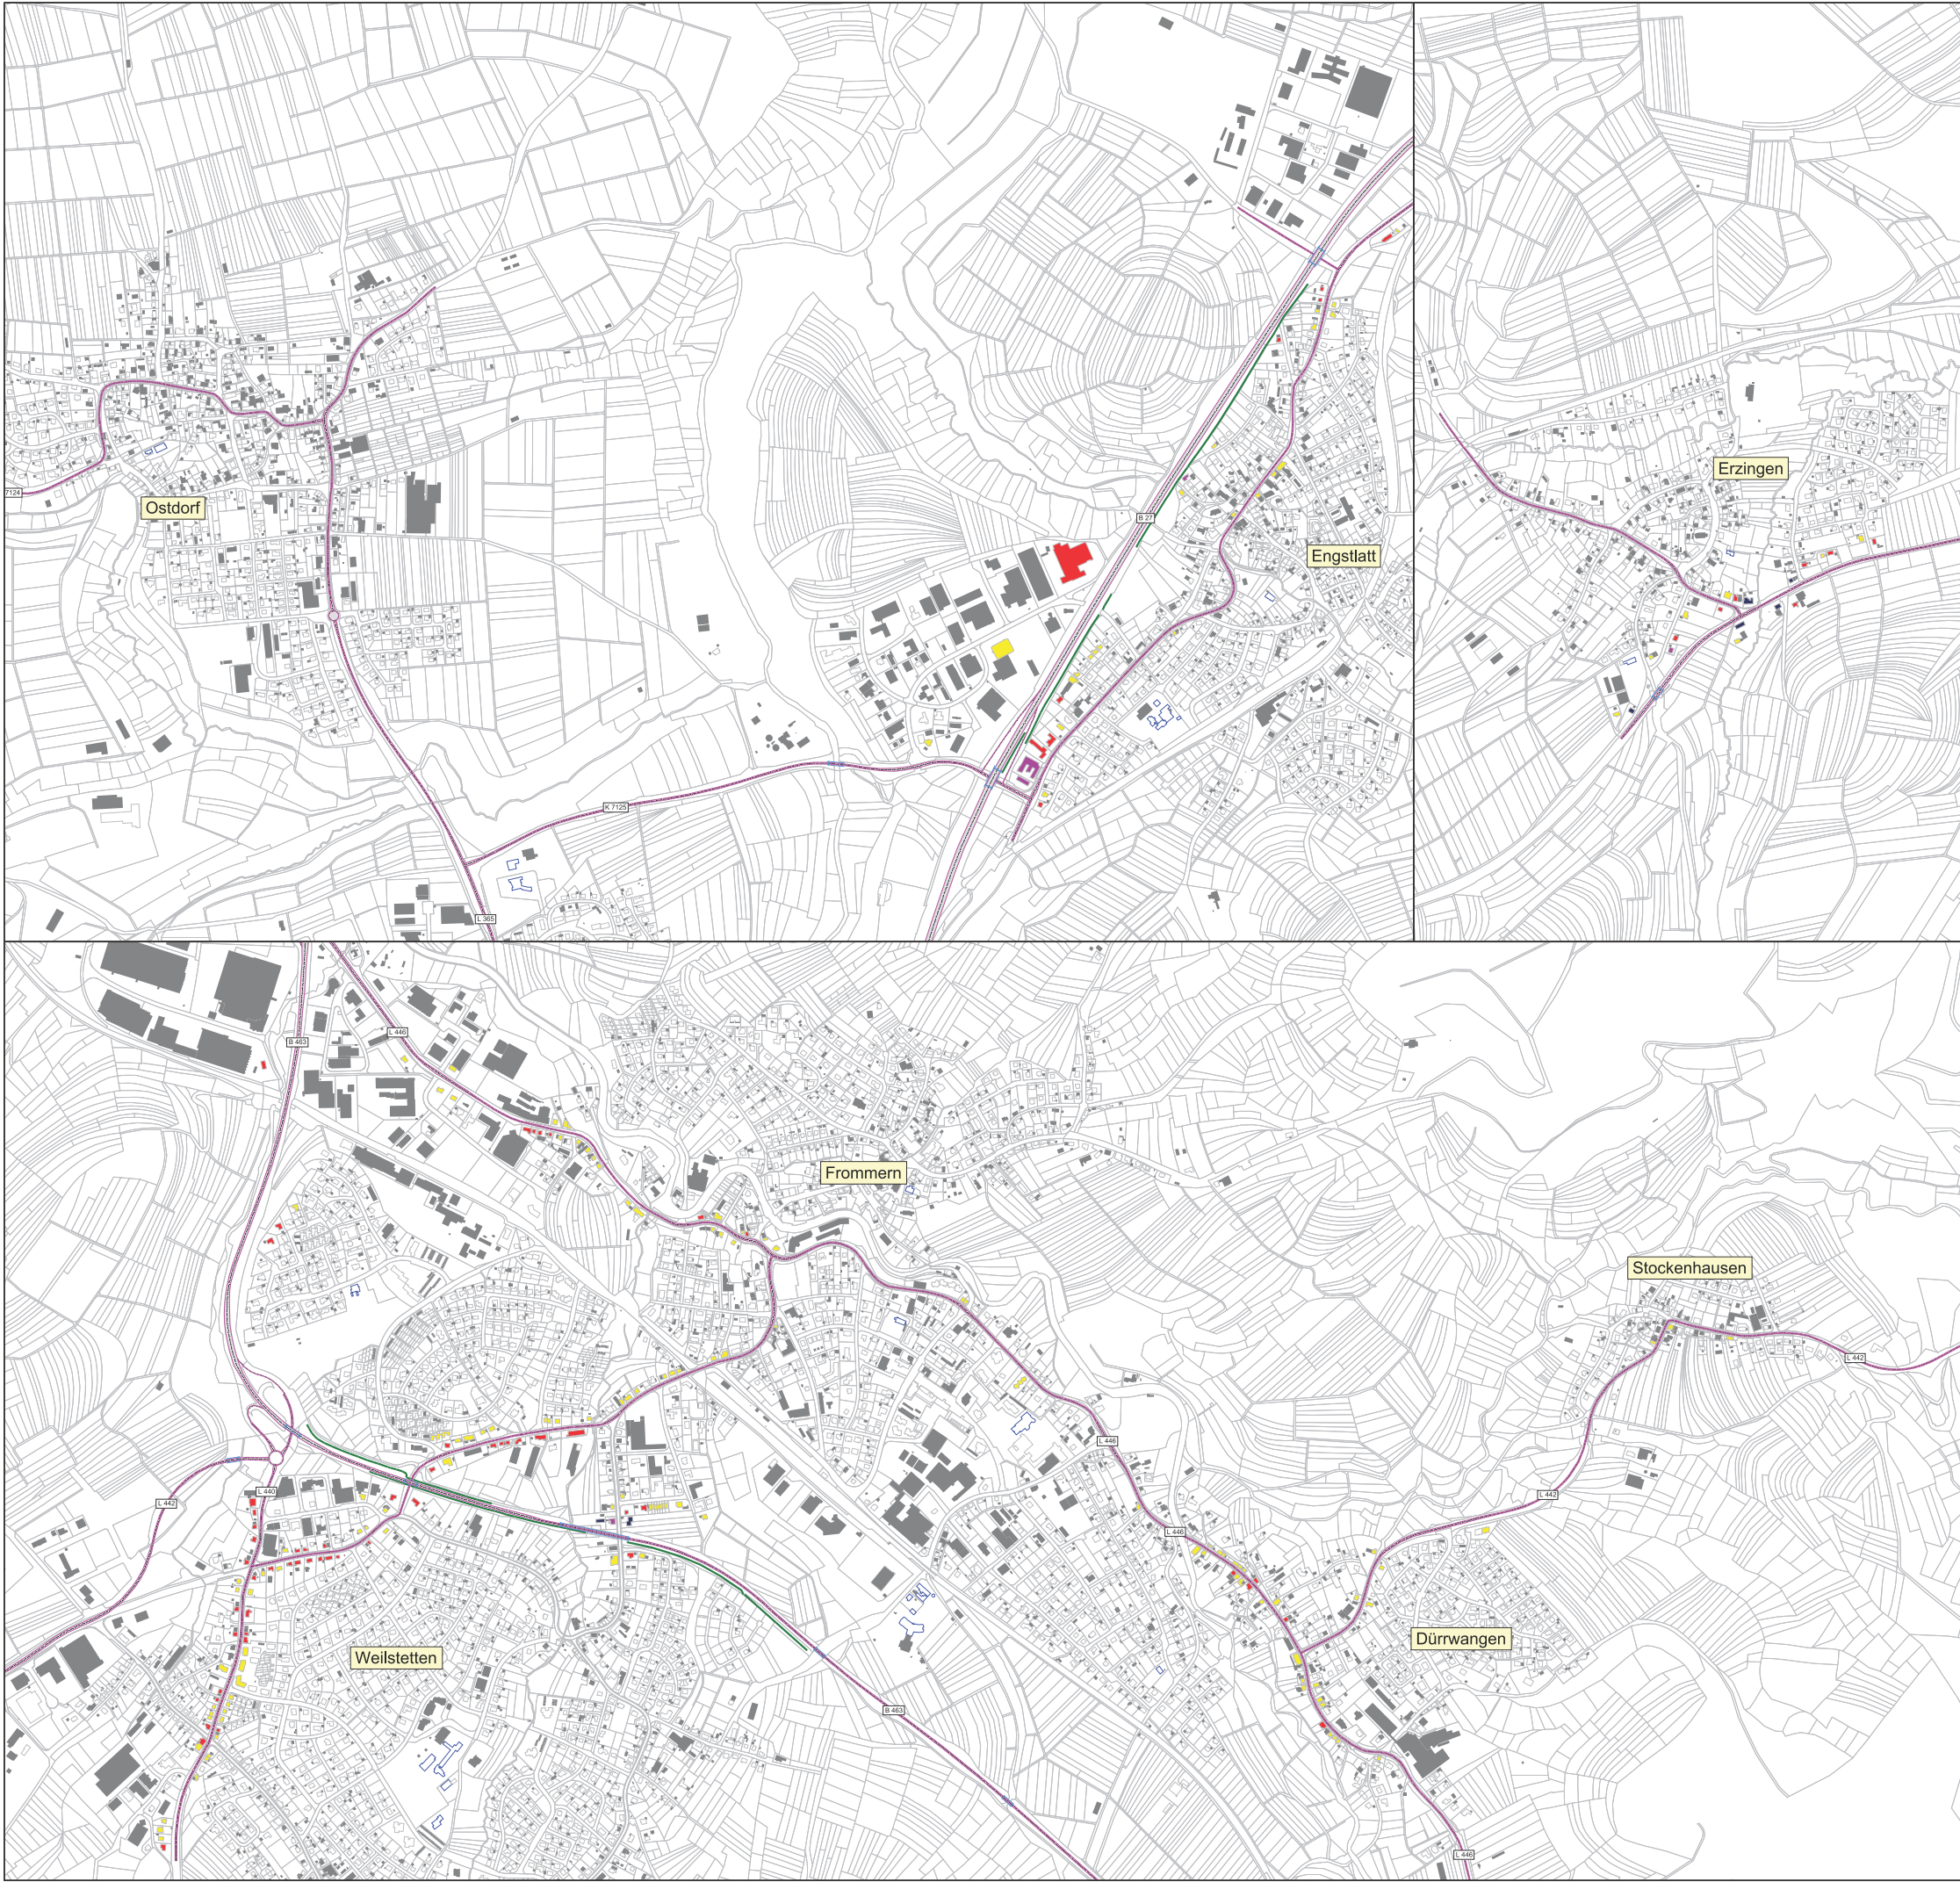 Erzingen
7124
Ostdorf
B 27
Engstlatt
K 7125
L 365
L 446
B 463
Frommern
Stockenhausen
L 442
L 446
L 440
L 442
L 442
L 446
Dürrwangen
Weilstetten
B 463
L 446